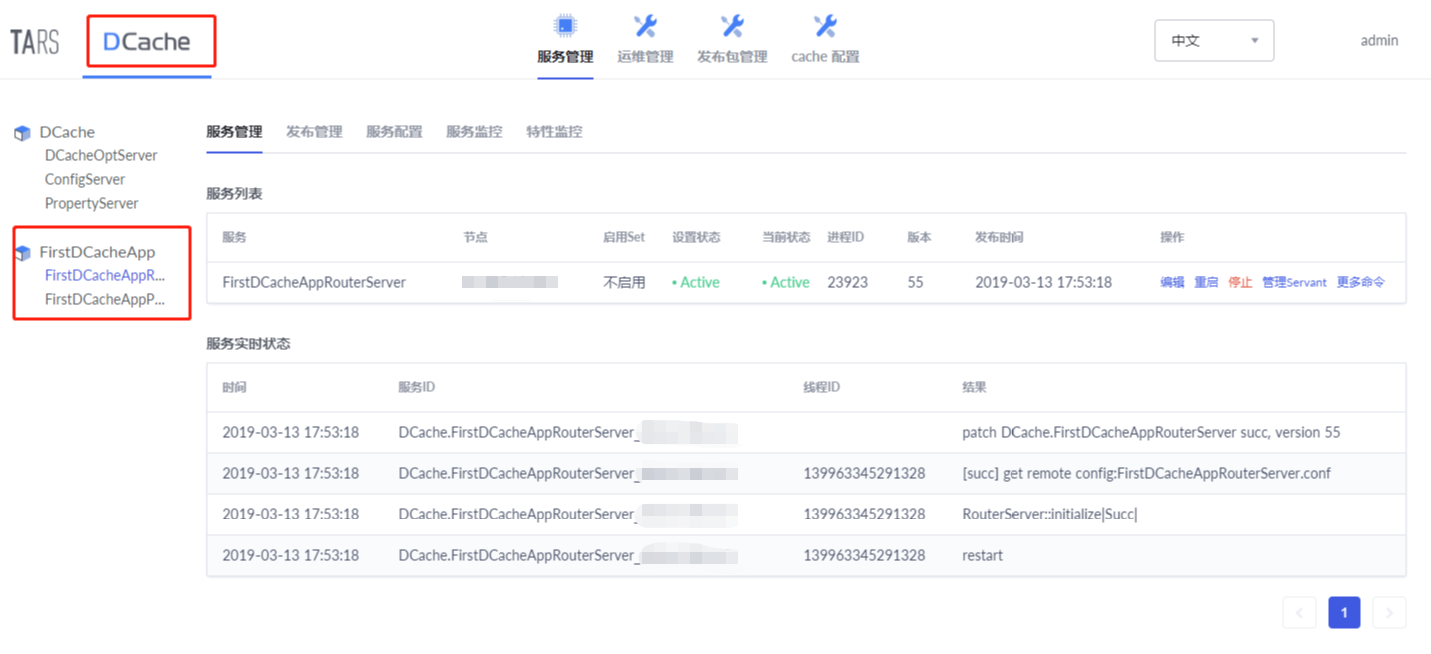 TARS DCache 服务管理 运维管理 发布包管理 cache 配置 中文 admin
DCache
DCacheOptServer
ConfigServer
PropertyServer
FirstDCacheApp
FirstDCacheAppR...
FirstDCacheAppP...
服务管理 发布管理 服务配置 服务监控 特性监控
服务列表
服务 节点 启用Set 设置状态 当前状态 进程ID 版本 发布时间 操作
FirstDCacheAppRouterServer 不启用 • Active • Active 23923 55 2019-03-13 17:53:18 编辑 重启 停止 管理Servant 更多命令
服务实时状态
时间 服务ID 线程ID 结果
2019-03-13 17:53:18 DCache.FirstDCacheAppRouterServer_ patch DCache.FirstDCacheAppRouterServer succ, version 55
2019-03-13 17:53:18 DCache.FirstDCacheAppRouterServer_ 139963345291328 [succ] get remote config:FirstDCacheAppRouterServer.conf
2019-03-13 17:53:18 DCache.FirstDCacheAppRouterServer_ 139963345291328 RouterServer::initialize|Succ|
2019-03-13 17:53:18 DCache.FirstDCacheAppRouterServer_ 139963345291328 restart
< 1 >